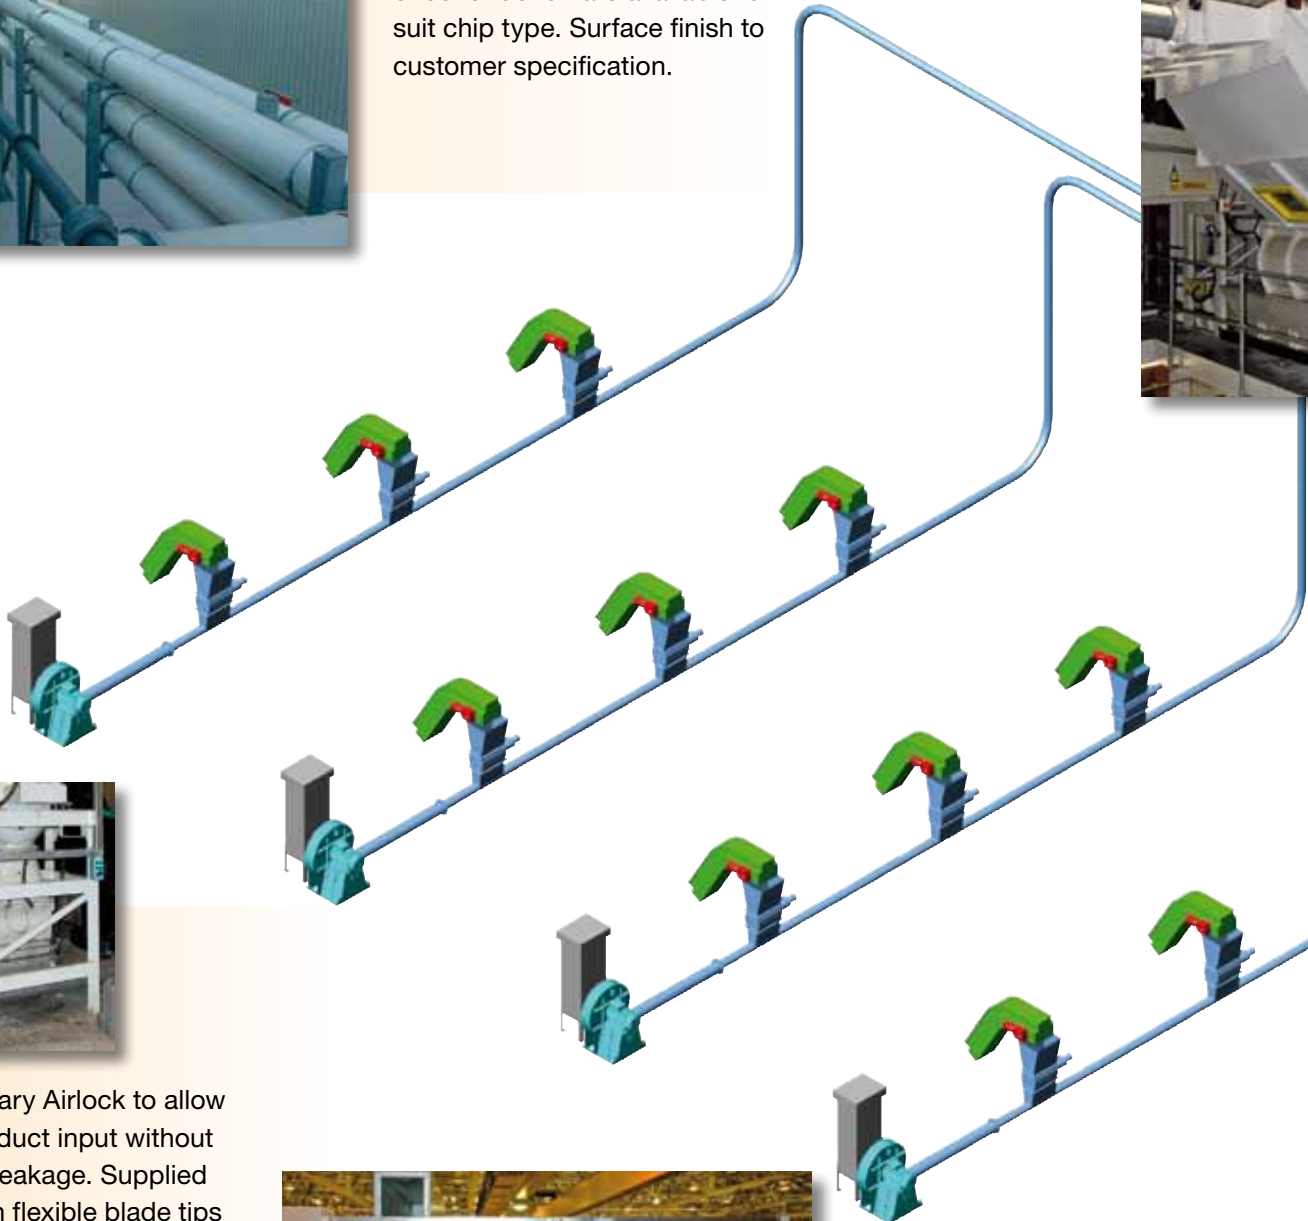 suit chip type. Surface finish to
customer specification.
ary Airlock to allow
duct input without
eakage. Supplied
flexible blade tips